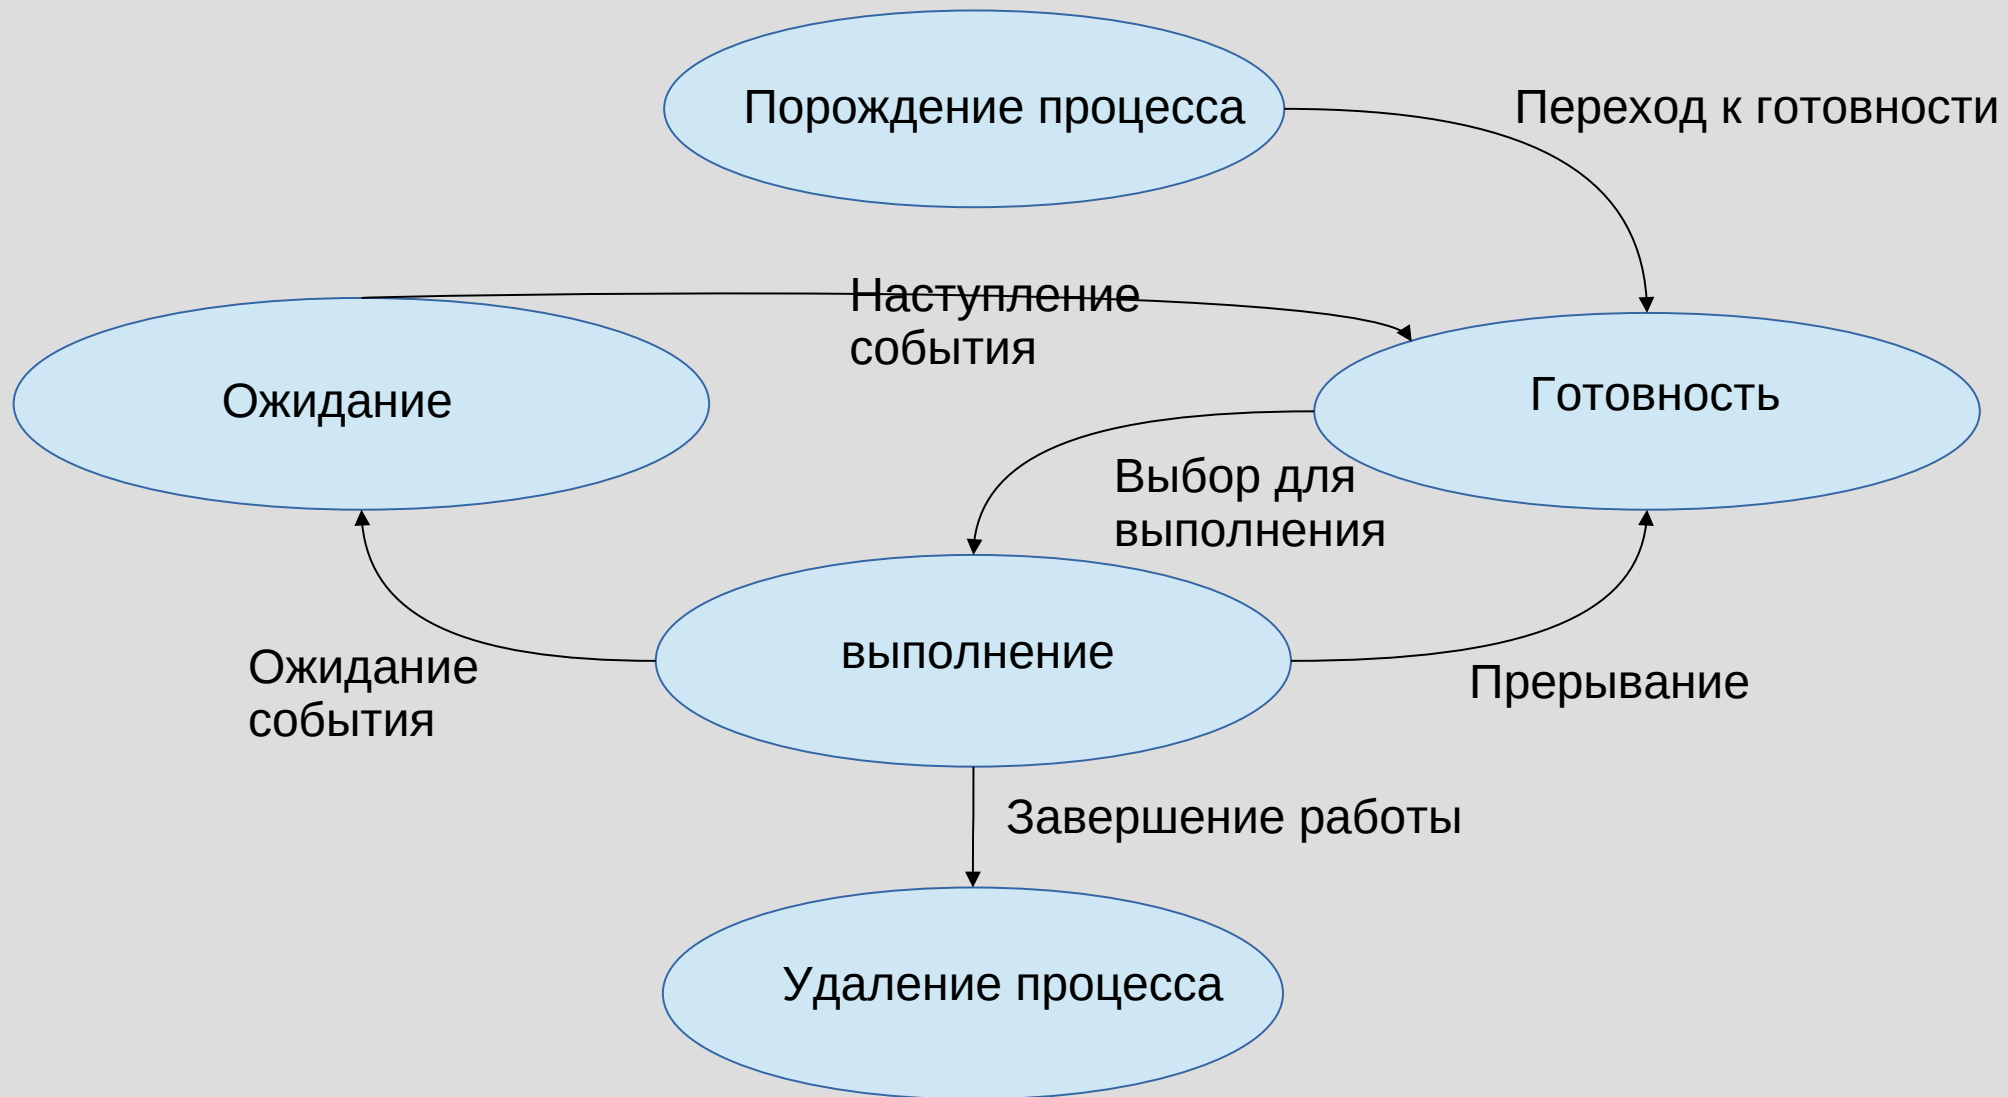 Порождение процесса
Переход к готовности
Наступление
события
Ожидание
Готовность
Выбор для
выполнения
выполнение
Ожидание
события
Прерывание
Завершение работы
Удаление процесса